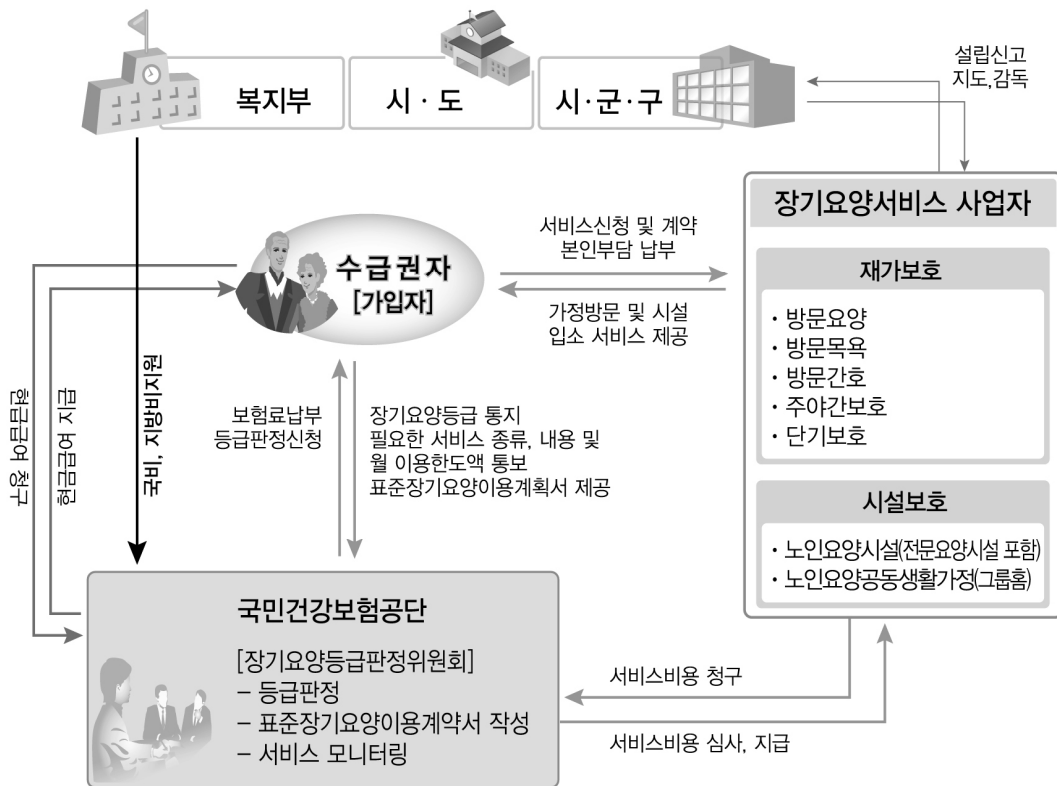 복지부
시 · 도
시·군·구
설립신고
지도,감독
장기요양서비스 사업자
재가보호
· 방문요양
· 방문목욕
· 방문간호
· 주야간보호
· 단기보호
시설보호
· 노인요양시설(전문요양시설 포함)
· 노인요양공동생활가정(그룹홈)
수급권자
[가입자]
서비스신청 및 계약
본인부담 납부
가정방문 및 시설
입소 서비스 제공
현금급여 청구
현금급여 지급
국비, 지방비지원
보험료납부
등급판정신청
장기요양등급 통지
필요한 서비스 종류, 내용 및
월 이용한도액 통보
표준장기요양이용계획서 제공
국민건강보험공단
[장기요양등급판정위원회]
– 등급판정
– 표준장기요양이용계약서 작성
– 서비스 모니터링
서비스비용 청구
서비스비용 심사, 지급